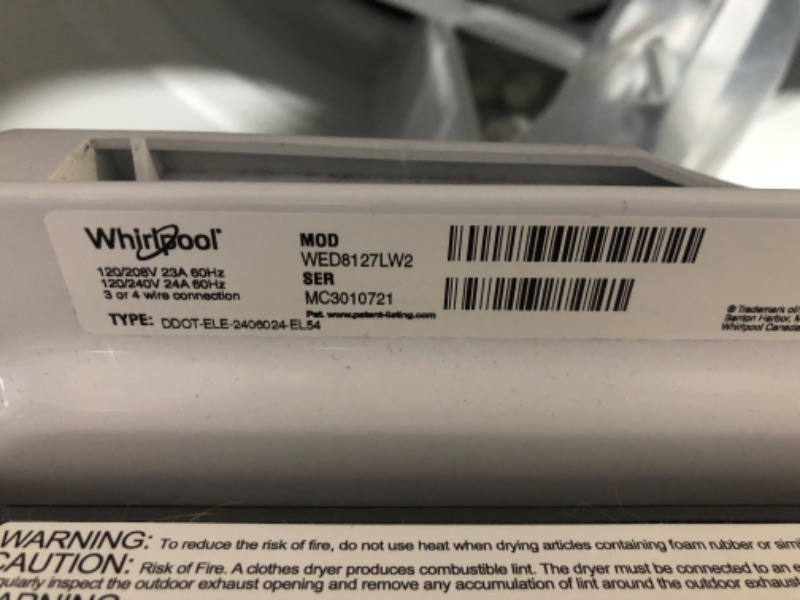 Whirlpool
120/208V 23A 60Hz
120/240V 24A 60Hz
3 or 4 wire connection
TYPE: DDOT-ELE-2406024-EL54
MOD
WED8127LW2
SER
MC3010721
Pat. www.patent-listing.com
® Trademark of/
Benton Harbor, M
Whirlpool Canada
WARNING: To reduce the risk of fire, do not use heat when drying articles containing foam rubber or simi
CAUTION: Risk of Fire. A clothes dryer produces combustible lint. The dryer must be connected to an e
gularly inspect the outdoor exhaust opening and remove any accumulation of lint around the outdoor exhaust
WARNING